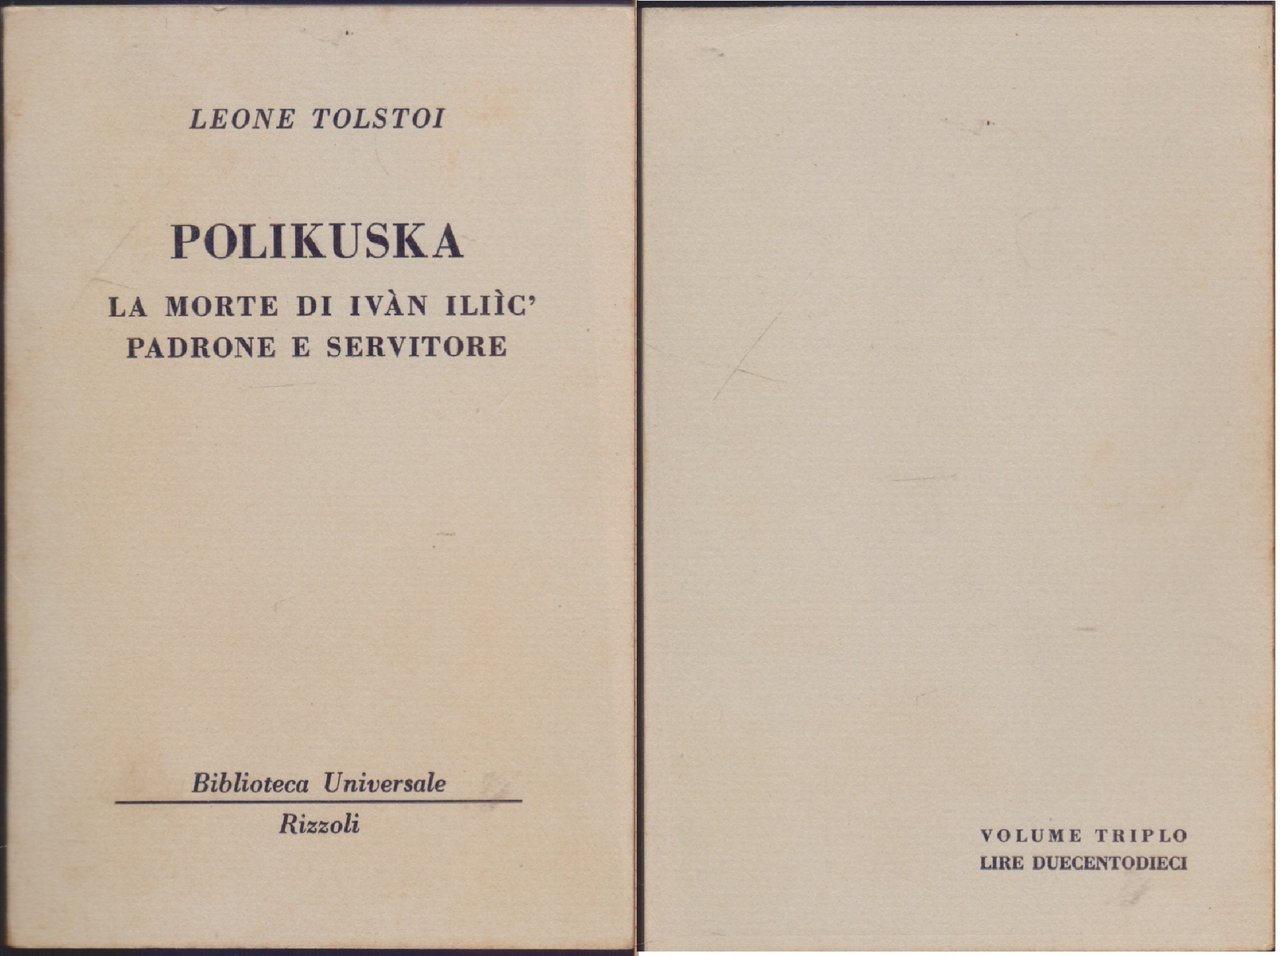 LEONE TOLSTOI
POLIKUSKA
LA MORTE DI IVÀN ILIÌC’
PADRONE E SERVITORE
Biblioteca Universale
Rizzoli
VOLUME TRIPLO
LIRE DUECENTODIECI